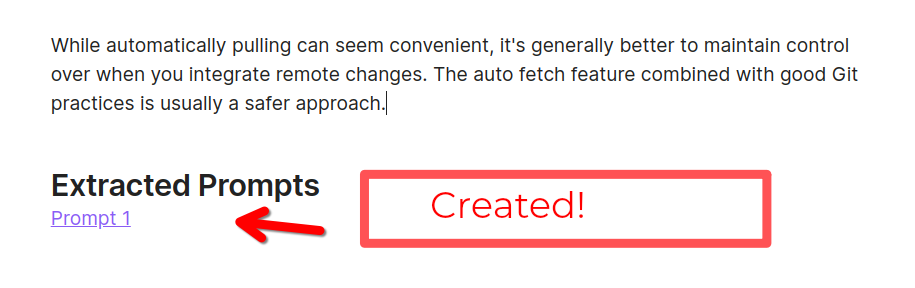 While automatically pulling can seem convenient, it's generally better to maintain control
over when you integrate remote changes. The auto fetch feature combined with good Git
practices is usually a safer approach.
Extracted Prompts
Created!
Prompt 1